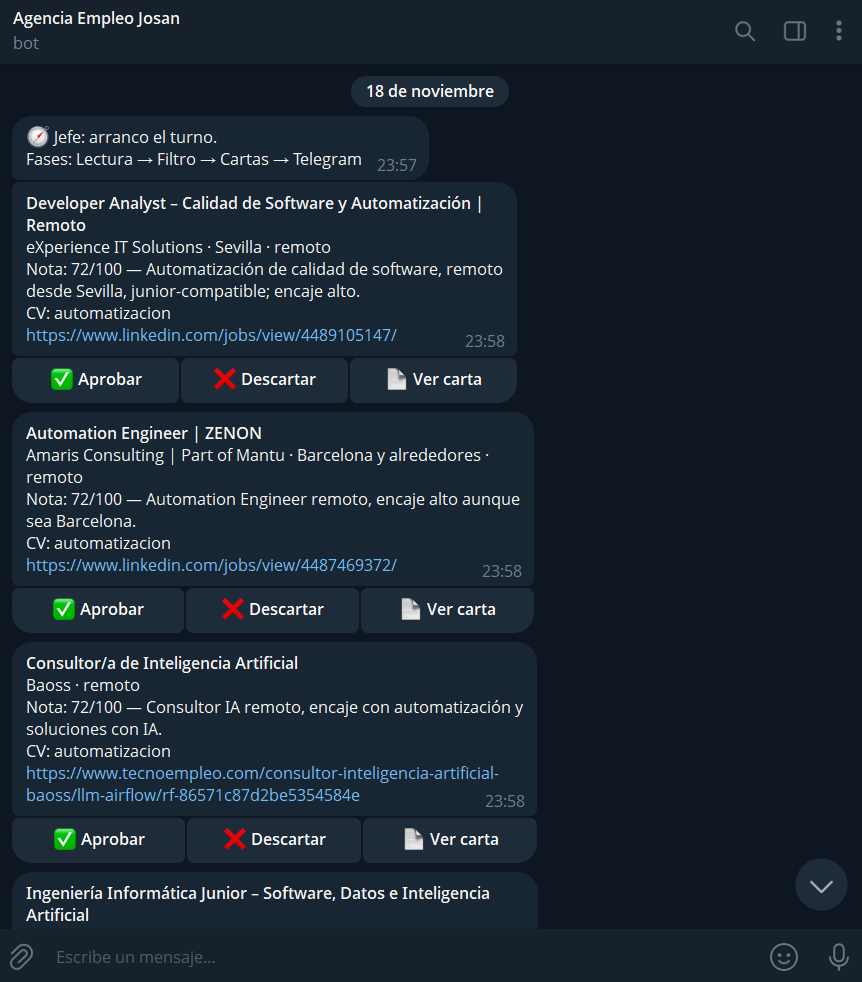 Agencia Empleo Josan
bot
18 de noviembre
Jefe: arranco el turno.
Fases: Lectura → Filtro → Cartas → Telegram 23:57
Developer Analyst – Calidad de Software y Automatización |
Remoto
eXperience IT Solutions · Sevilla · remoto
Nota: 72/100 — Automatización de calidad de software, remoto
desde Sevilla, junior-compatible; encaje alto.
CV: automatizacion
https://www.linkedin.com/jobs/view/4489105147/ 23:58
Aprobar Descartar Ver carta
Automation Engineer | ZENON
Amaris Consulting | Part of Mantu · Barcelona y alrededores ·
remoto
Nota: 72/100 — Automation Engineer remoto, encaje alto aunque
sea Barcelona.
CV: automatizacion
https://www.linkedin.com/jobs/view/4487469372/ 23:58
Aprobar Descartar Ver carta
Consultor/a de Inteligencia Artificial
Baoss · remoto
Nota: 72/100 — Consultor IA remoto, encaje con automatización y
soluciones con IA.
CV: automatizacion
https://www.tecnoempleo.com/consultor-inteligencia-artificial-
baoss/llm-airflow/rf-86571c87d2be5354584e 23:58
Aprobar Descartar Ver carta
Ingeniería Informática Junior – Software, Datos e Inteligencia
Artificial
Escribe un mensaje...